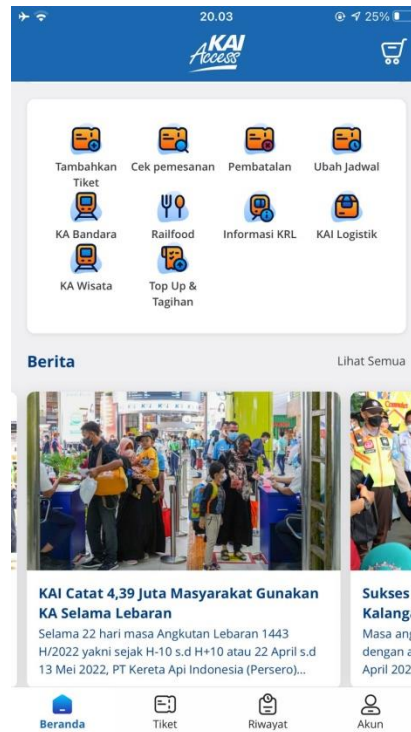 20.03
25%
KAI
Access
Tambahkan Tiket
Cek pemesanan
Pembatalan
Ubah Jadwal
KA Bandara
Railfood
Informasi KRL
KAI Logistik
KA Wisata
Top Up & Tagihan
Berita
Lihat Semua
KAI Catat 4,39 Juta Masyarakat Gunakan
KA Selama Lebaran
Selama 22 hari masa Angkutan Lebaran 1443
H/2022 yakni sejak H-10 s.d H+10 atau 22 April s.d
13 Mei 2022, PT Kereta Api Indonesia (Persero)...
Sukses
Kalanga
Masa ang
dengan a
April 202
Beranda
Tiket
Riwayat
Akun